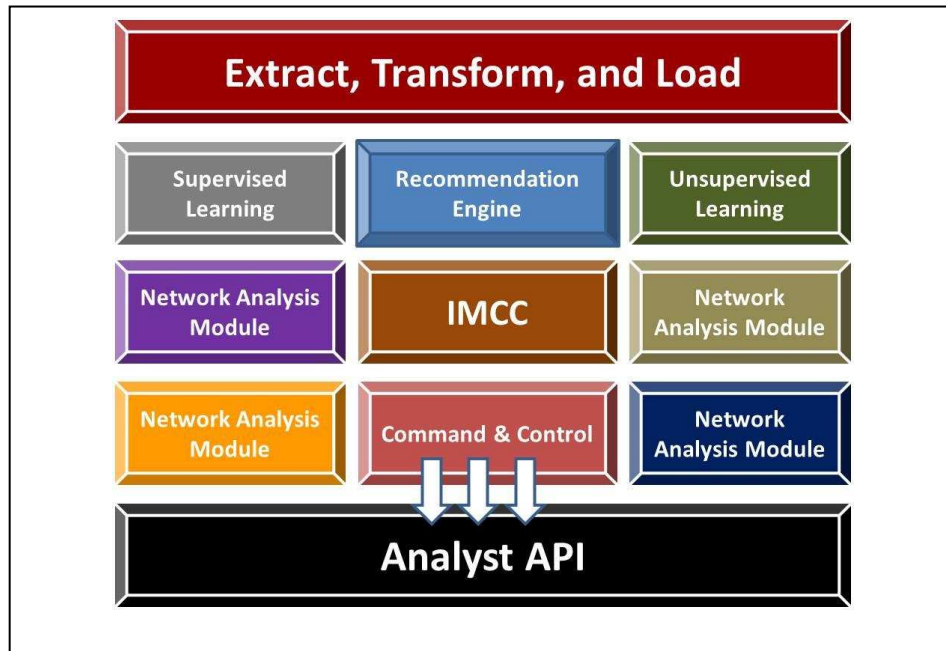 Extract, Transform, and Load
Supervised
Learning
Recommendation
Engine
Unsupervised
Learning
Network Analysis
Module
IMCC
Network
Analysis Module
Network Analysis
Module
Command & Control
Network
Analysis Module
Analyst API